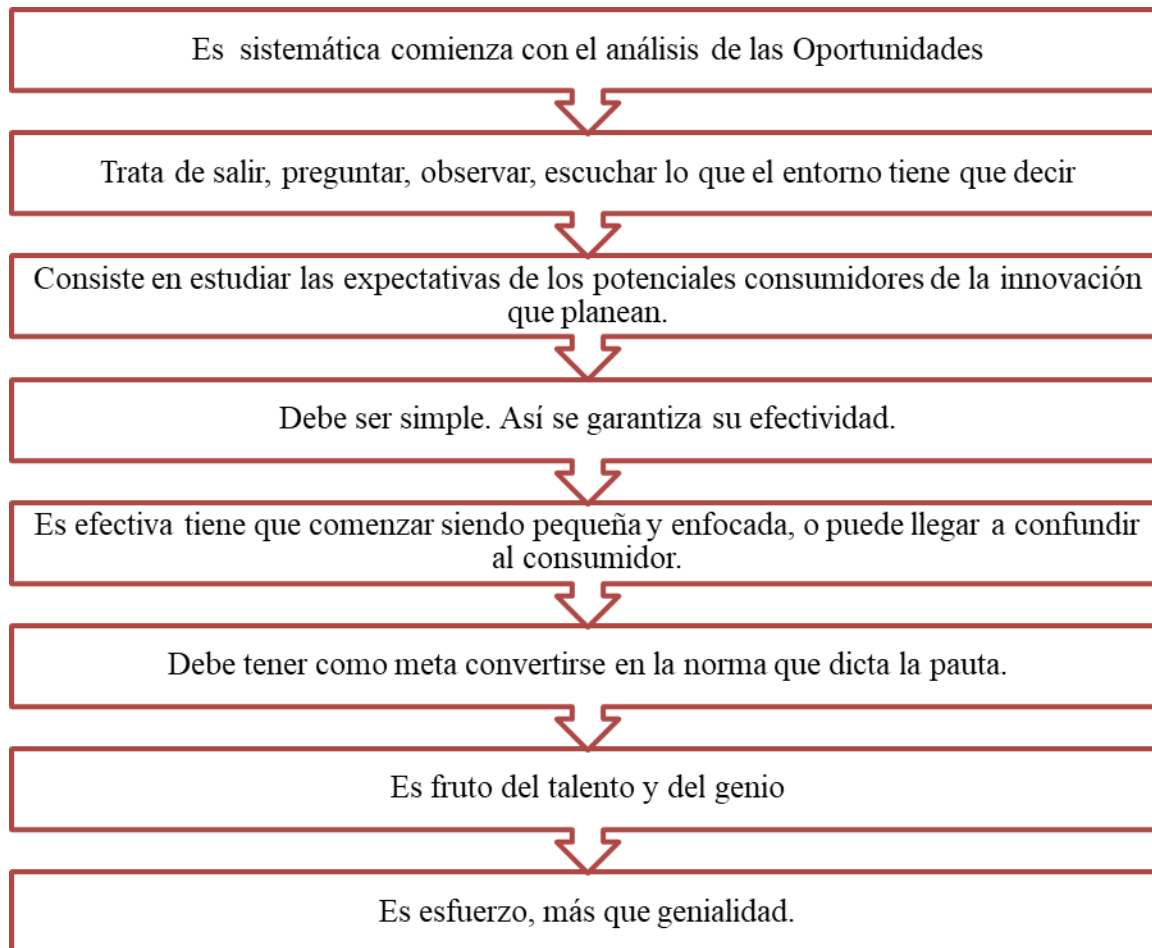 Es sistemática comienza con el análisis de las Oportunidades
Trata de salir, preguntar, observar, escuchar lo que el entorno tiene que decir
Consiste en estudiar las expectativas de los potenciales consumidores de la innovación
que planean.
Debe ser simple. Así se garantiza su efectividad.
Es efectiva tiene que comenzar siendo pequeña y enfocada, o puede llegar a confundir
al consumidor.
Debe tener como meta convertirse en la norma que dicta la pauta.
Es fruto del talento y del genio
Es esfuerzo, más que genialidad.